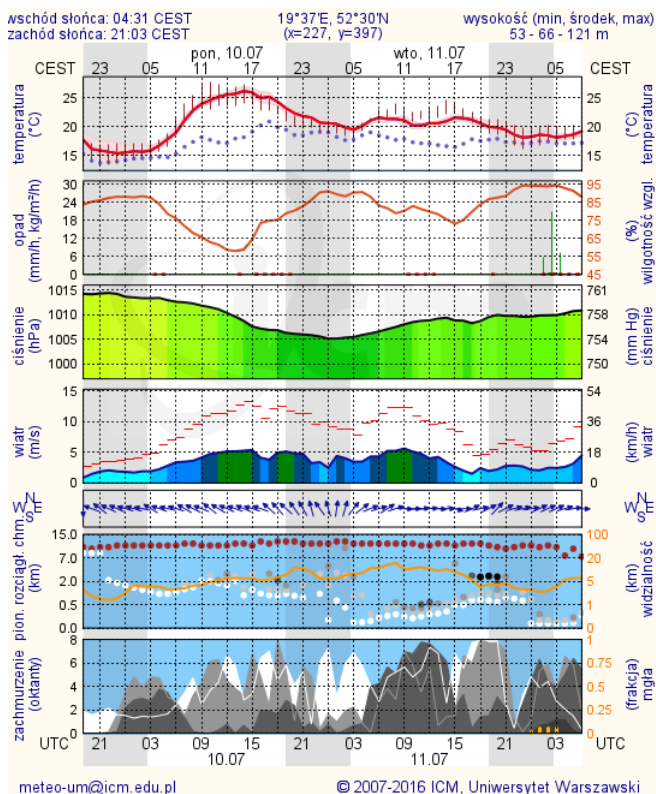 wschód słońca: 04:31 CEST 19°37'E, 52°30'N wysokość (min, środek, max)
zachód słońca: 21:03 CEST (x=227, y=397) 53 - 66 - 121 m
pon, 10.07 wto, 11.07
CEST 23 05 11 17 23 05 11 17 23 05 CEST
temperatura (°C) 25 20 15 25 20 15 temperatura (°C)
opad (mm/h, kg/m²/h) 30 24 18 12 6 0 95 85 75 65 55 45 (%) wilgotność wzgl.
ciśnienie (hPa) 1015 1010 1005 1000 761 758 754 750 (mm Hg) ciśnienie
wiatr (m/s) 15 10 5 0 54 36 18 0 (km/h) wiatr
N W E S N W E S
pion. rozciągł. chm. (km) 15.0 7.0 2.0 0.5 0.0 100 20 5 1 0 (km) widzialność
zachmurzenie (oktanty) 8 6 4 2 0 1 0.75 0.5 0.25 0 (frakcja) mgła
UTC 21 03 09 15 21 03 09 15 21 03 UTC
10.07 11.07
meteo-um@icm.edu.pl © 2007-2016 ICM, Uniwersytet Warszawski